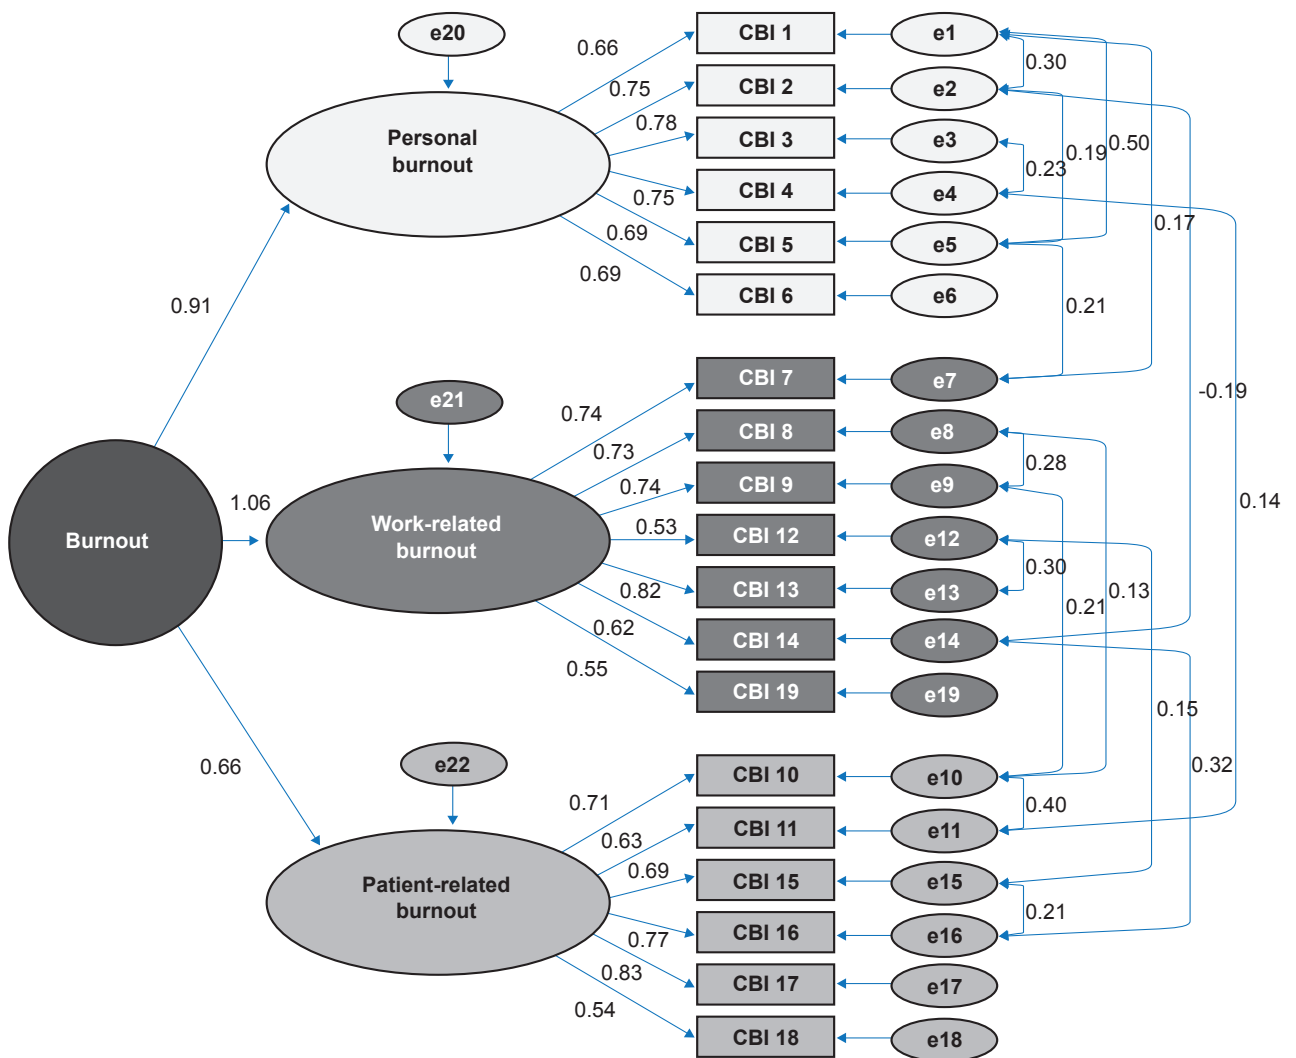 e20
0.66
CBI 1
e1
0.30
0.75
CBI 2
e2
Personal
burnout
0.78
CBI 3
e3
0.19
0.50
0.23
0.75
CBI 4
e4
0.17
0.69
CBI 5
e5
0.69
CBI 6
e6
0.21
0.91
CBI 7
e7
-0.19
e21
0.74
CBI 8
e8
0.73
0.28
0.74
CBI 9
e9
0.14
1.06
Burnout
Work-related
burnout
0.53
CBI 12
e12
0.30
0.82
CBI 13
e13
0.13
0.21
0.62
CBI 14
e14
0.55
CBI 19
e19
0.15
0.66
e22
0.71
CBI 10
e10
0.32
0.40
0.63
CBI 11
e11
0.69
Patient-related
burnout
CBI 15
e15
0.21
0.77
CBI 16
e16
0.83
CBI 17
e17
0.54
CBI 18
e18